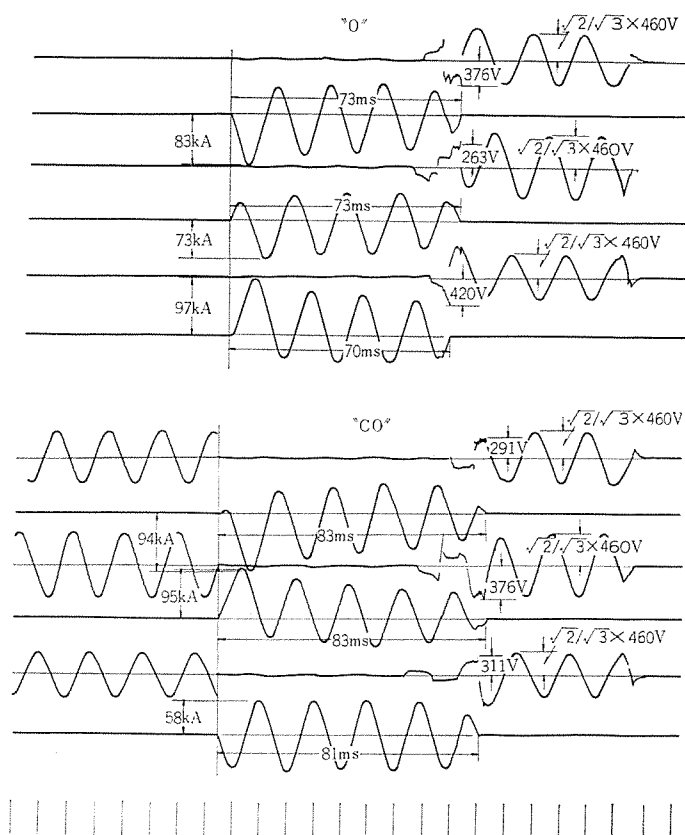 "O"
√2/√3×460V
376V
73ms
83kA
√2/√3×460V
263V
73ms
73kA
√2/√3×460V
420V
97kA
70ms
"CO"
√2/√3×460V
291V
94kA
83ms
√2/√3×460V
376V
95kA
83ms
√2/√3×460V
311V
58kA
81ms